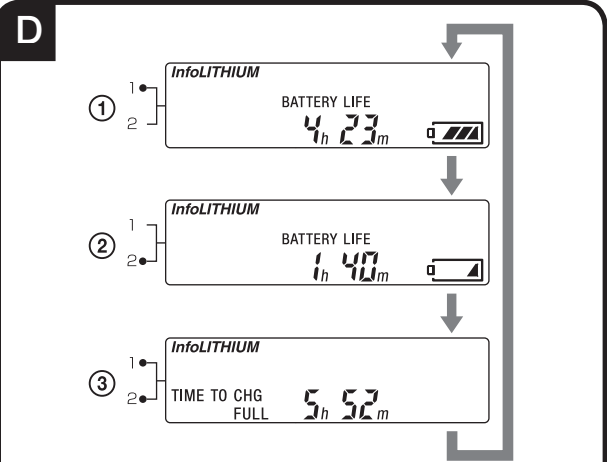 D
InfoLITHIUM
1
① BATTERY LIFE
2 4h 23m
InfoLITHIUM
1
② BATTERY LIFE
2 1h 40m
InfoLITHIUM
1
③ TIME TO CHG
2 FULL 5h 52m